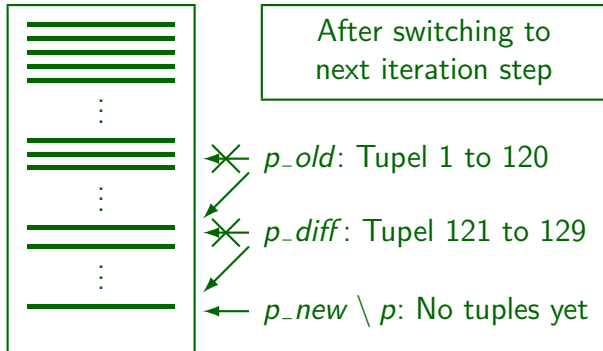 After switching to
next iteration step
p_old: Tupel 1 to 120
p_diff: Tupel 121 to 129
p_new \ p: No tuples yet